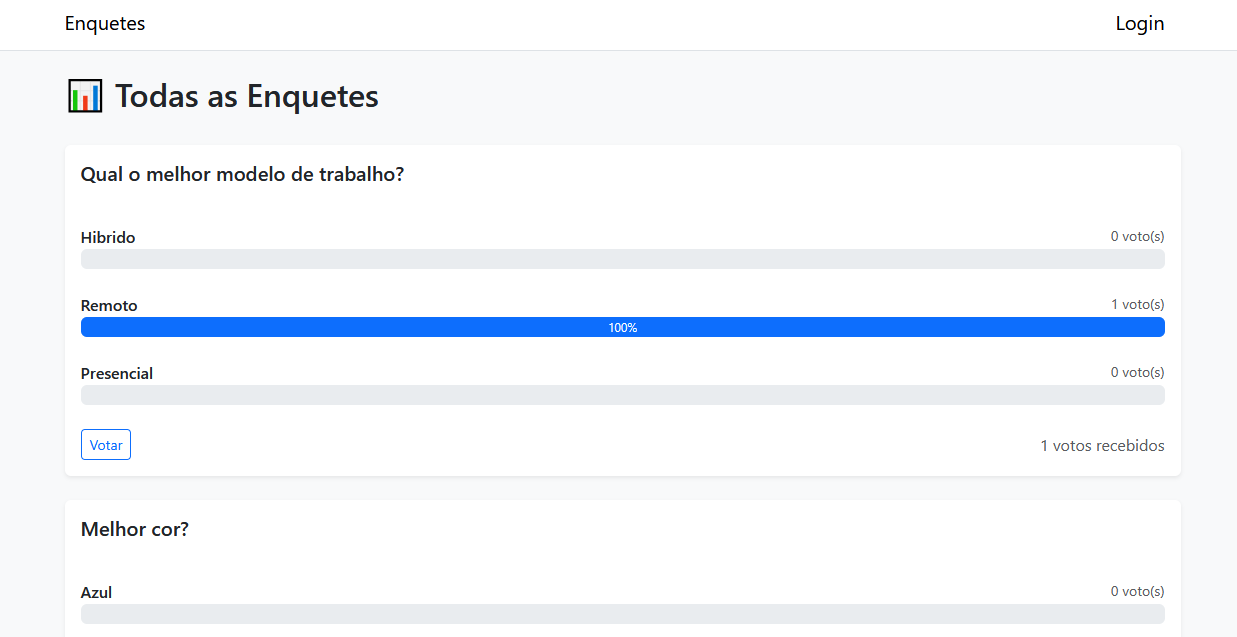 Enquetes Login
Todas as Enquetes
Qual o melhor modelo de trabalho?
Hibrido 0 voto(s)
Remoto 1 voto(s)
100%
Presencial 0 voto(s)
Votar 1 votos recebidos
Melhor cor?
Azul 0 voto(s)